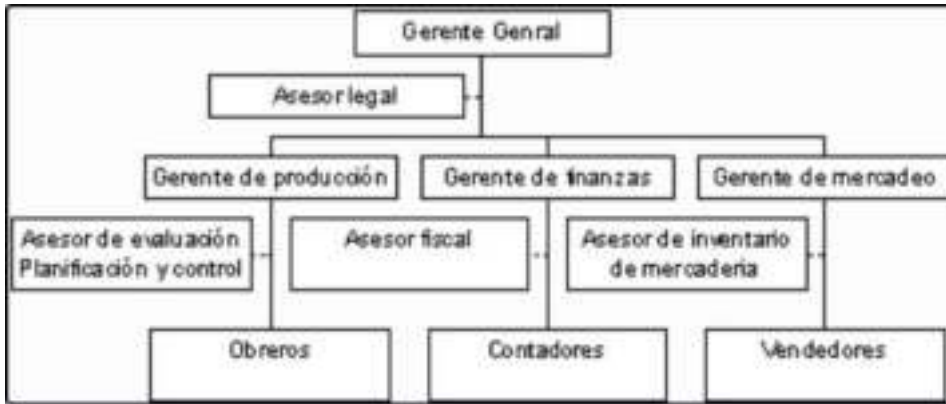 Gerente Genral
Asesor legal
Gerente de producción
Gerente de finanzas
Gerente de mercadeo
Asesor de evaluación
Planificación y control
Asesor fiscal
Asesor de inventario
de mercaderia
Obreros
Contadores
Vendedores